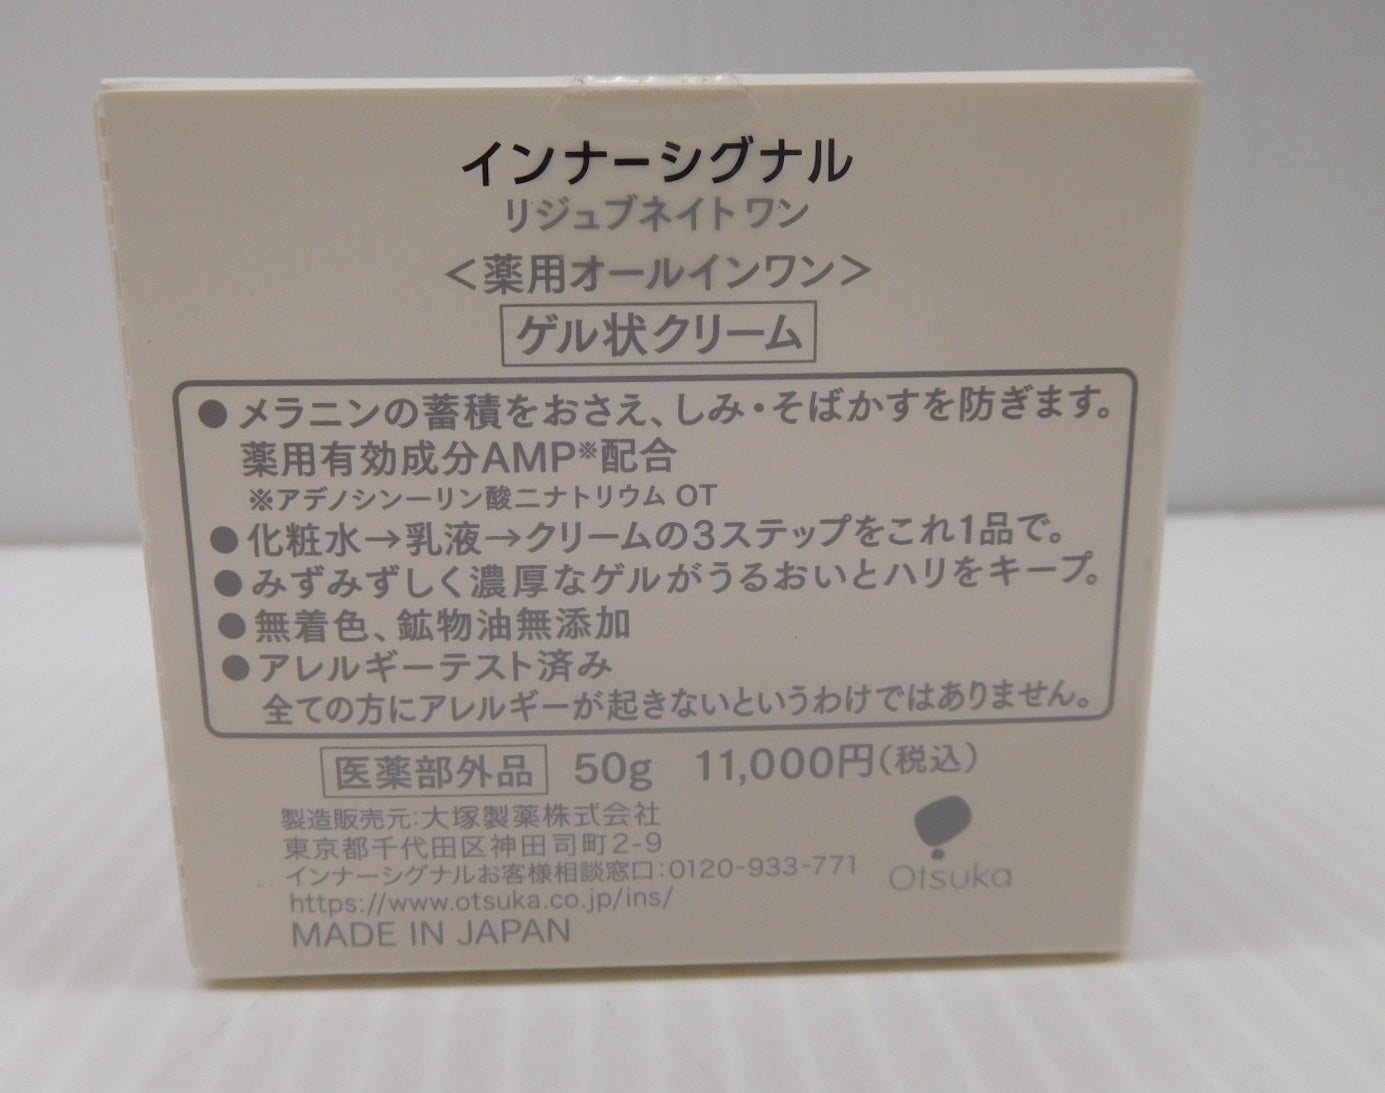 インナーシグナル
リジュブネイト ワン
＜薬用オールインワン＞
ゲル状クリーム
●メラニンの蓄積をおさえ、しみ・そばかすを防ぎます。
薬用有効成分AMP※配合
※アデノシン一リン酸二ナトリウム OT
●化粧水→乳液→クリームの3ステップをこれ1品で。
●みずみずしく濃厚なゲルがうるおいとハリをキープ。
●無着色、鉱物油無添加
●アレルギーテスト済み
全ての方にアレルギーが起きないというわけではありません。
医薬部外品 50g 11,000円(税込)
製造販売元:大塚製薬株式会社
東京都千代田区神田司町2-9
インナーシグナルお客様相談窓口:0120-933-771
https://www.otsuka.co.jp/ins/
MADE IN JAPAN
Otsuka